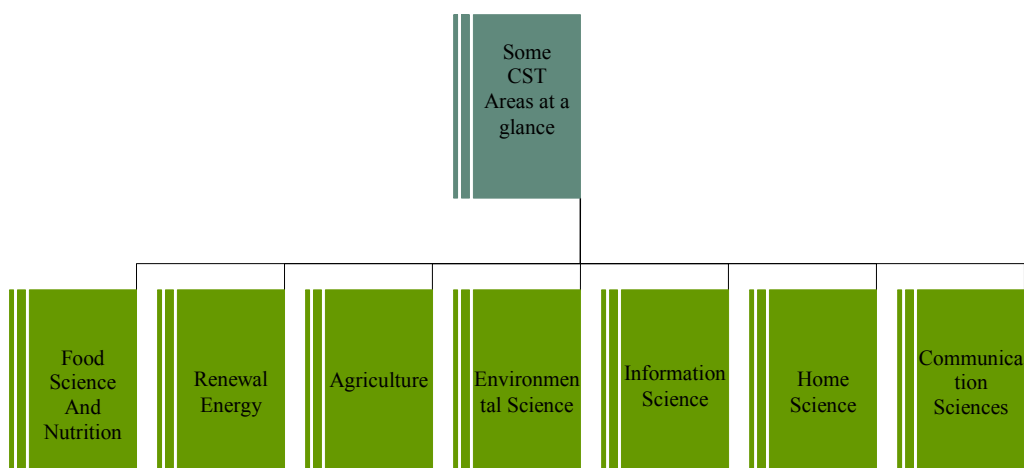 Some
CST
Areas at a
glance
Food
Science
And
Nutrition
Renewal
Energy
Agriculture
Environmen
tal Science
Information
Science
Home
Science
Communica
tion
Sciences